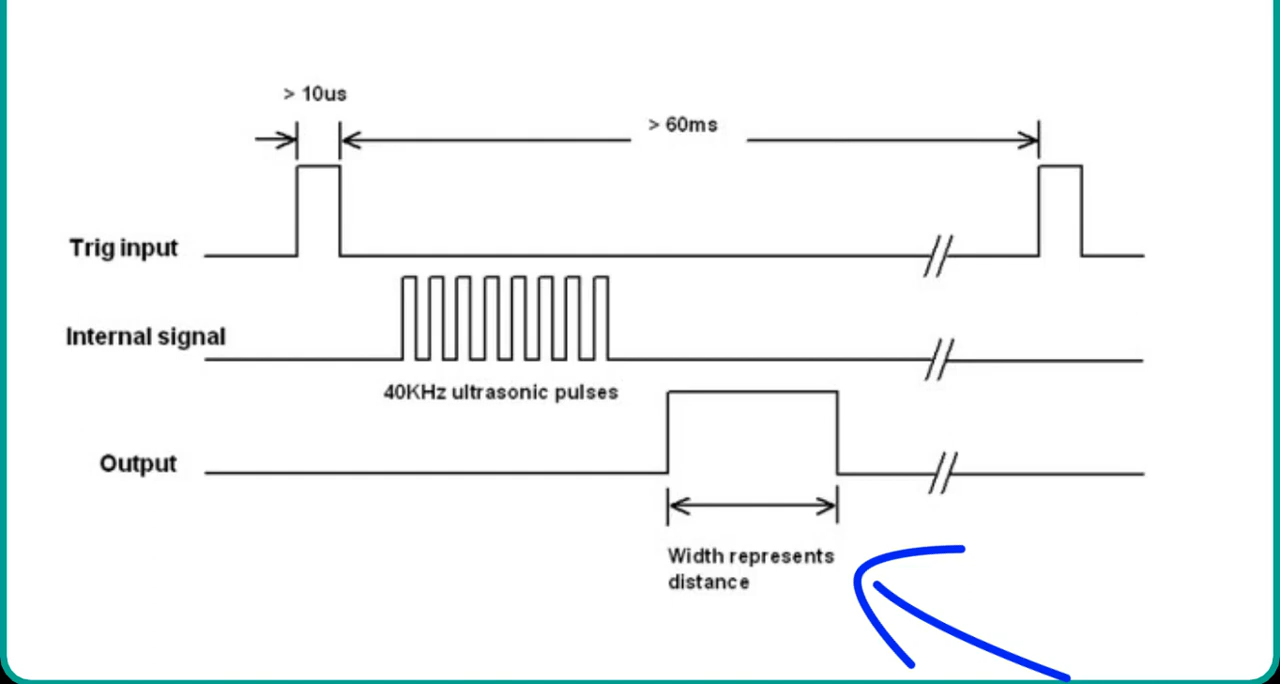 > 10us
> 60ms
Trig input
Internal signal
40KHz ultrasonic pulses
Output
Width represents
distance